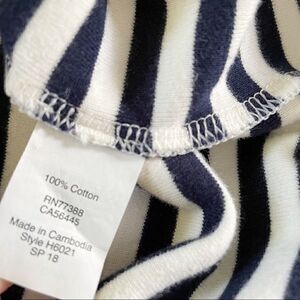 100% Cotton
RN77388
CA56445
Made in Cambodia
Style H6021
SP 18